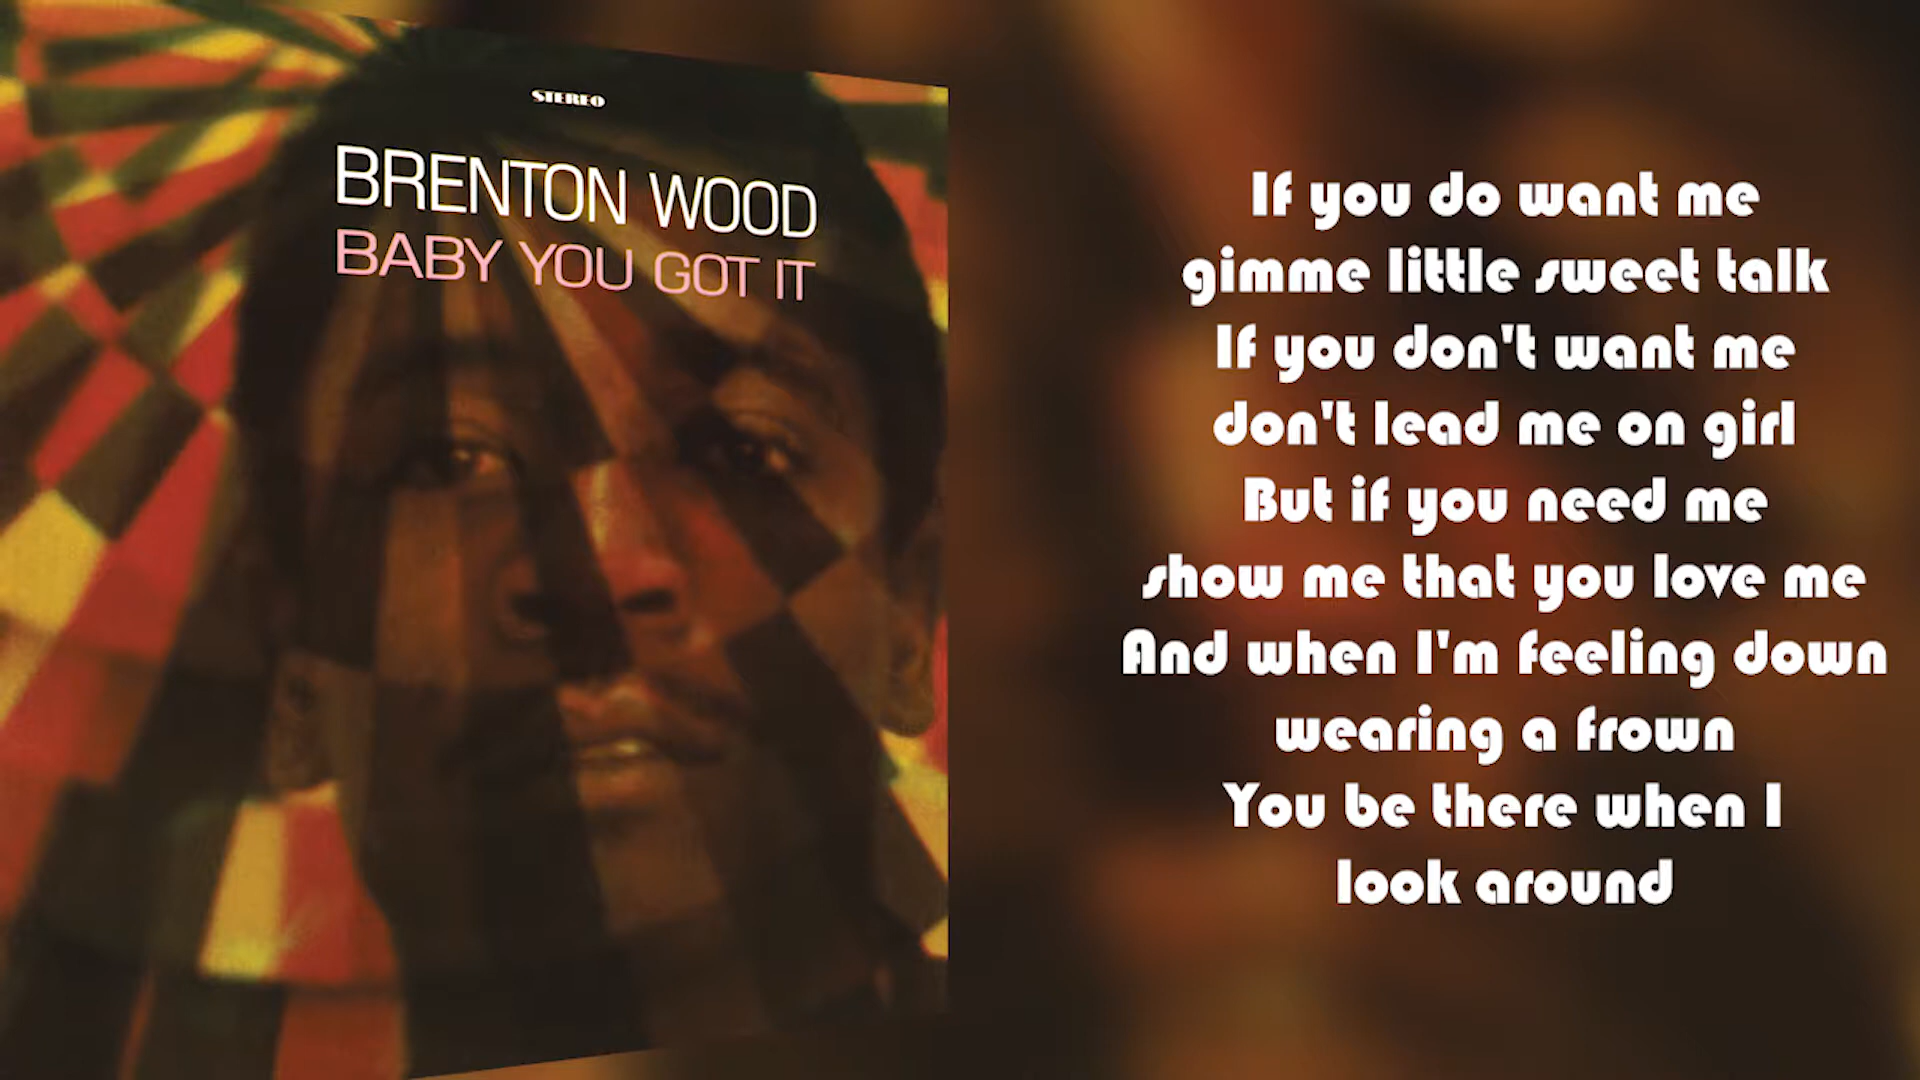 STEREO
BRENTON WOOD
BABY YOU GOT IT
If you do want me
gimme little sweet talk
If you don't want me
don't lead me on girl
But if you need me
show me that you love me
And when I'm feeling down
wearing a frown
You be there when I
look around